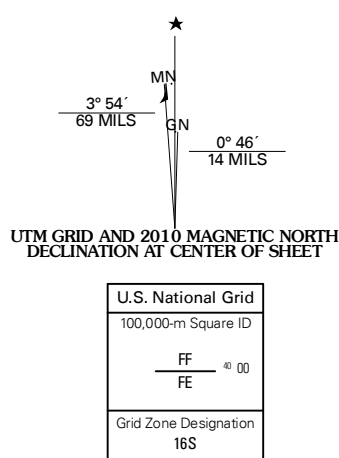 ★
MN
3° 54´
69 MILS
GN
0° 46´
14 MILS
UTM GRID AND 2010 MAGNETIC NORTH
DECLINATION AT CENTER OF SHEET
U.S. National Grid
100,000-m Square ID
FF
40 00
FE
Grid Zone Designation
16S